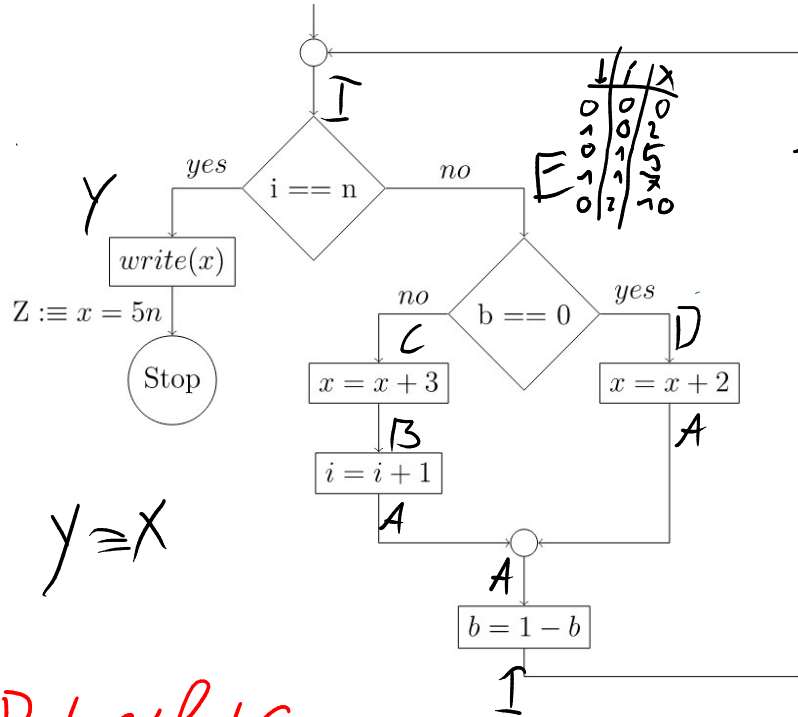 I
b i x
0 0 0
1 0 2
0 1 5
1 1 7
0 2 10
E
Y
yes
i == n
no
write(x)
Z :≡ x = 5n
Stop
no
b == 0
yes
C
D
x = x + 3
x = x + 2
B
A
i = i + 1
A
A
b = 1 − b
I
y ≡ x